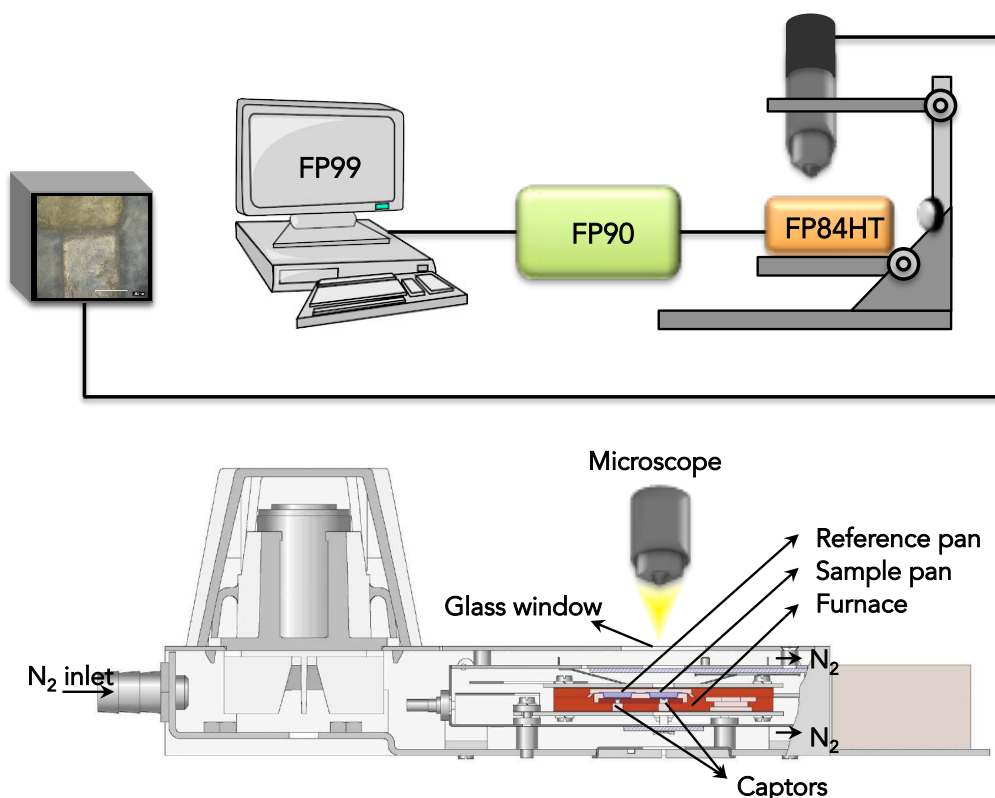 FP99
FP90
FP84HT
Microscope
Reference pan
Sample pan
Furnace
Glass window
N₂ inlet
N₂
N₂
Captors